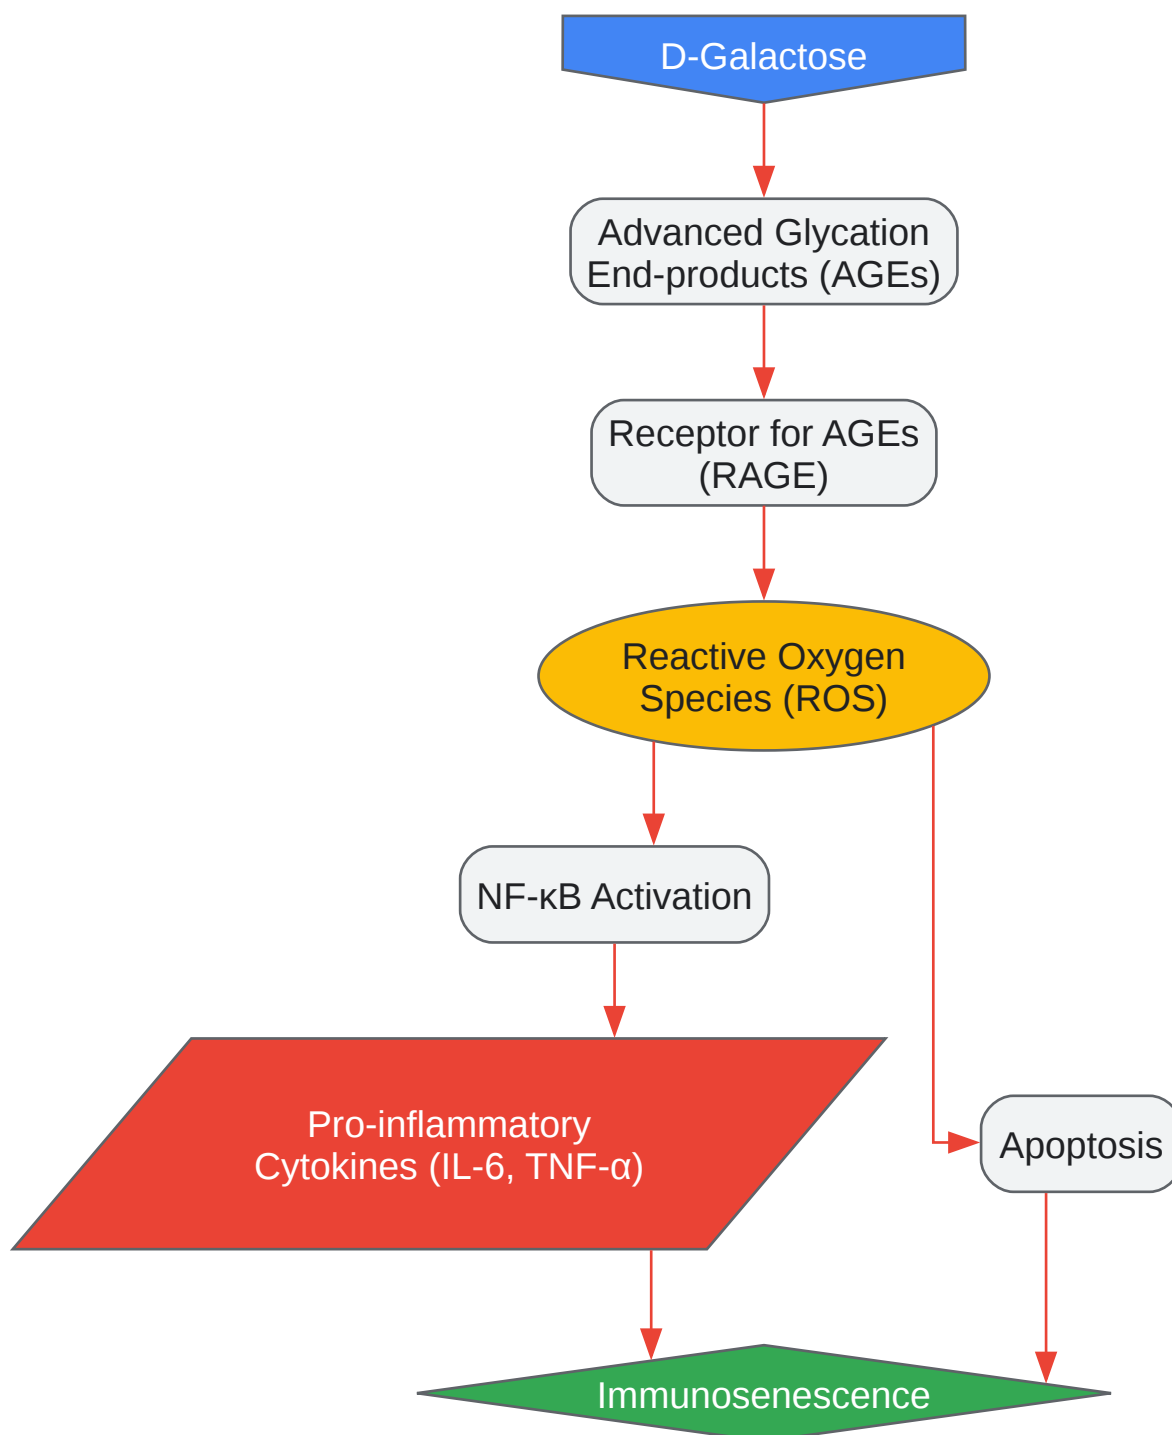 D-Galactose
Advanced Glycation
End-products (AGEs)
Receptor for AGEs
(RAGE)
Reactive Oxygen
Species (ROS)
NF-κB Activation
Pro-inflammatory
Cytokines (IL-6, TNF-α)
Apoptosis
Immunosenescence